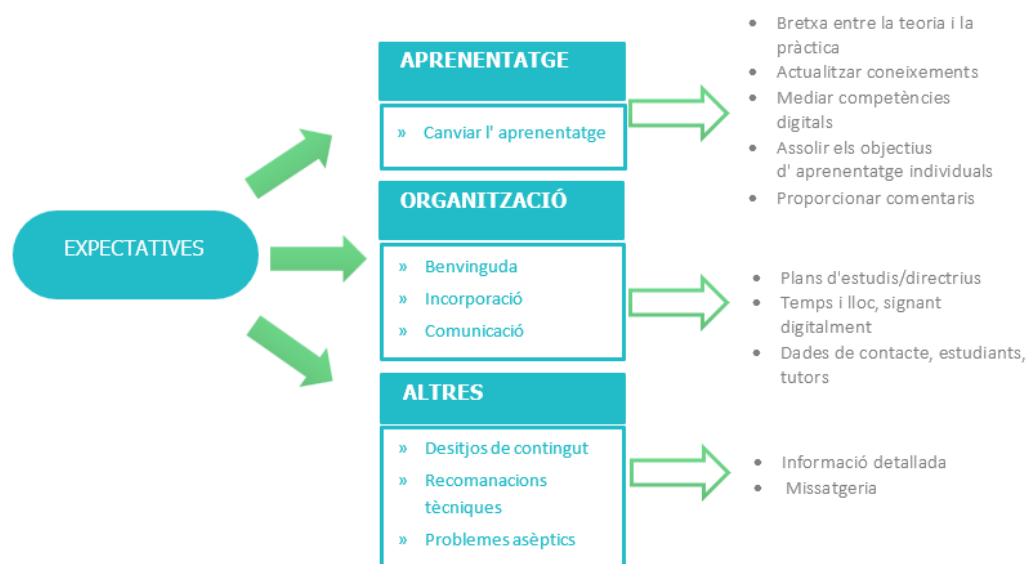 EXPECTATIVES
APRENENTATGE
» Canviar l' aprenentatge
• Bretxa entre la teoria i la
pràctica
• Actualitzar coneixements
• Mediar competències
digitals
• Assolir els objectius
d' aprenentatge individuals
• Proporcionar comentaris
ORGANITZACIÓ
» Benvinguda
» Incorporació
» Comunicació
• Plans d'estudis/directrius
• Temps i lloc, signant
digitalment
• Dades de contacte, estudiants,
tutors
ALTRES
» Desitjos de contingut
» Recomanacions
tècniques
» Problemes asèptics
• Informació detallada
• Missatgeria